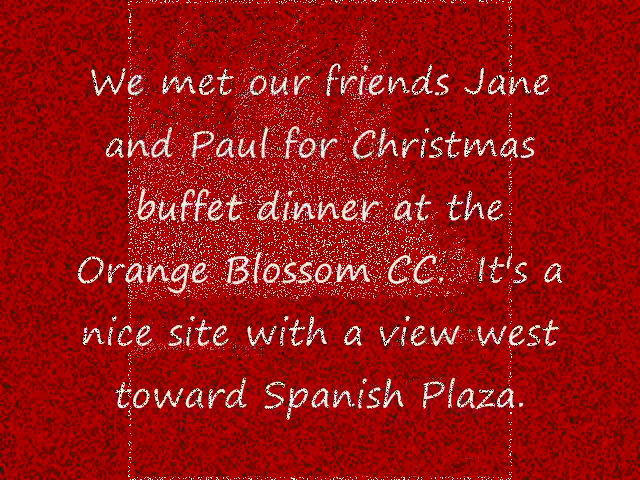 We met our friends Jane
and Paul for Christmas
buffet dinner at the
Orange Blossom CC.  It's a
nice site with a view west
toward Spanish Plaza.